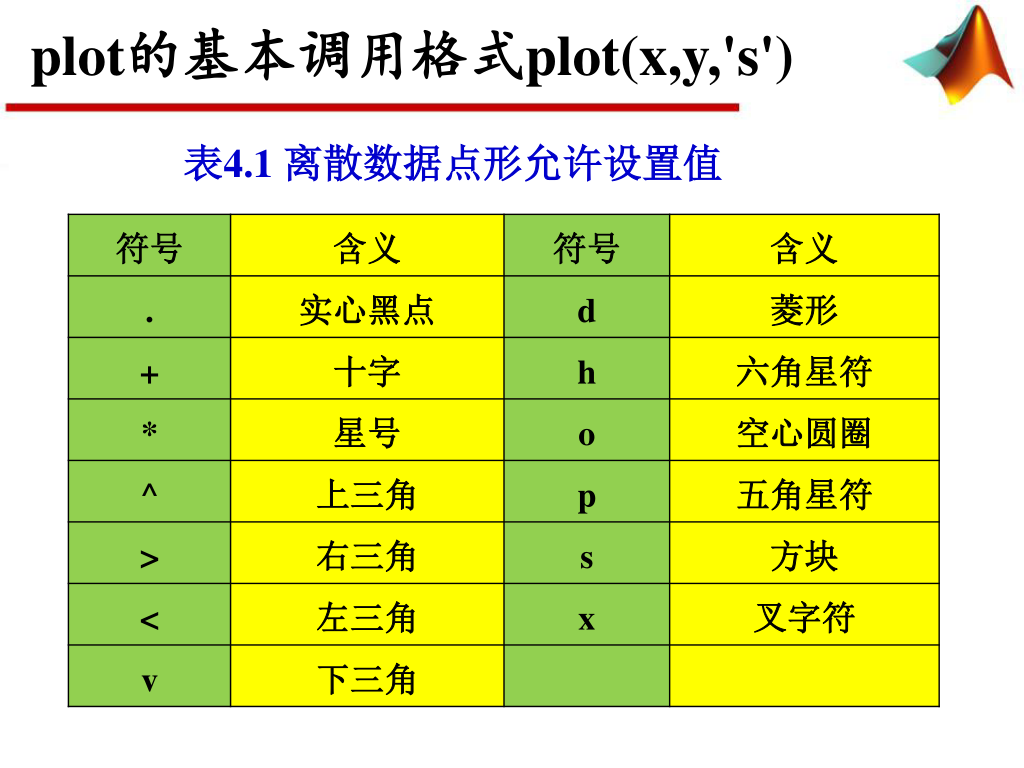 plot的基本调用格式plot(x,y,'s')
表4.1 离散数据点形允许设置值
符号 含义 符号 含义
. 实心黑点 d 菱形
+ 十字 h 六角星符
* 星号 o 空心圆圈
^ 上三角 p 五角星符
> 右三角 s 方块
< 左三角 x 叉字符
v 下三角